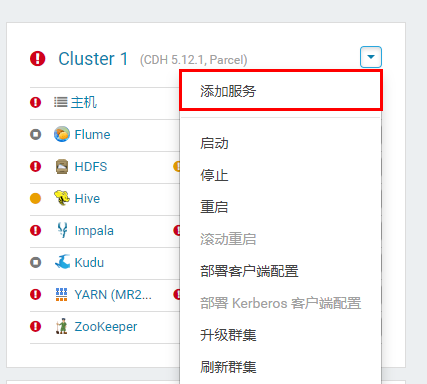 Cluster 1 (CDH 5.12.1, Parcel)
添加服务
主机
Flume
启动
HDFS
停止
Hive
重启
Impala
滚动重启
Kudu
部署客户端配置
YARN (MR2...
部署 Kerberos 客户端配置
ZooKeeper
升级群集
刷新群集